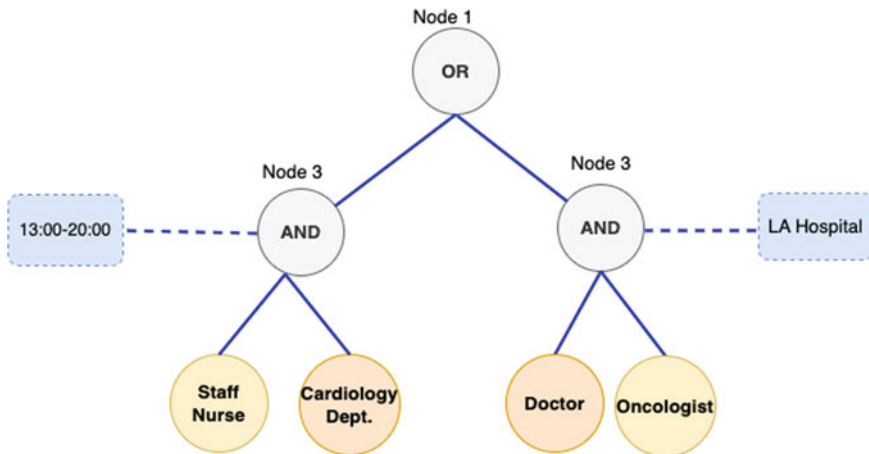 Node 1
OR
Node 3
Node 3
13:00-20:00
AND
AND
LA Hospital
Staff
Nurse
Cardiology
Dept.
Doctor
Oncologist